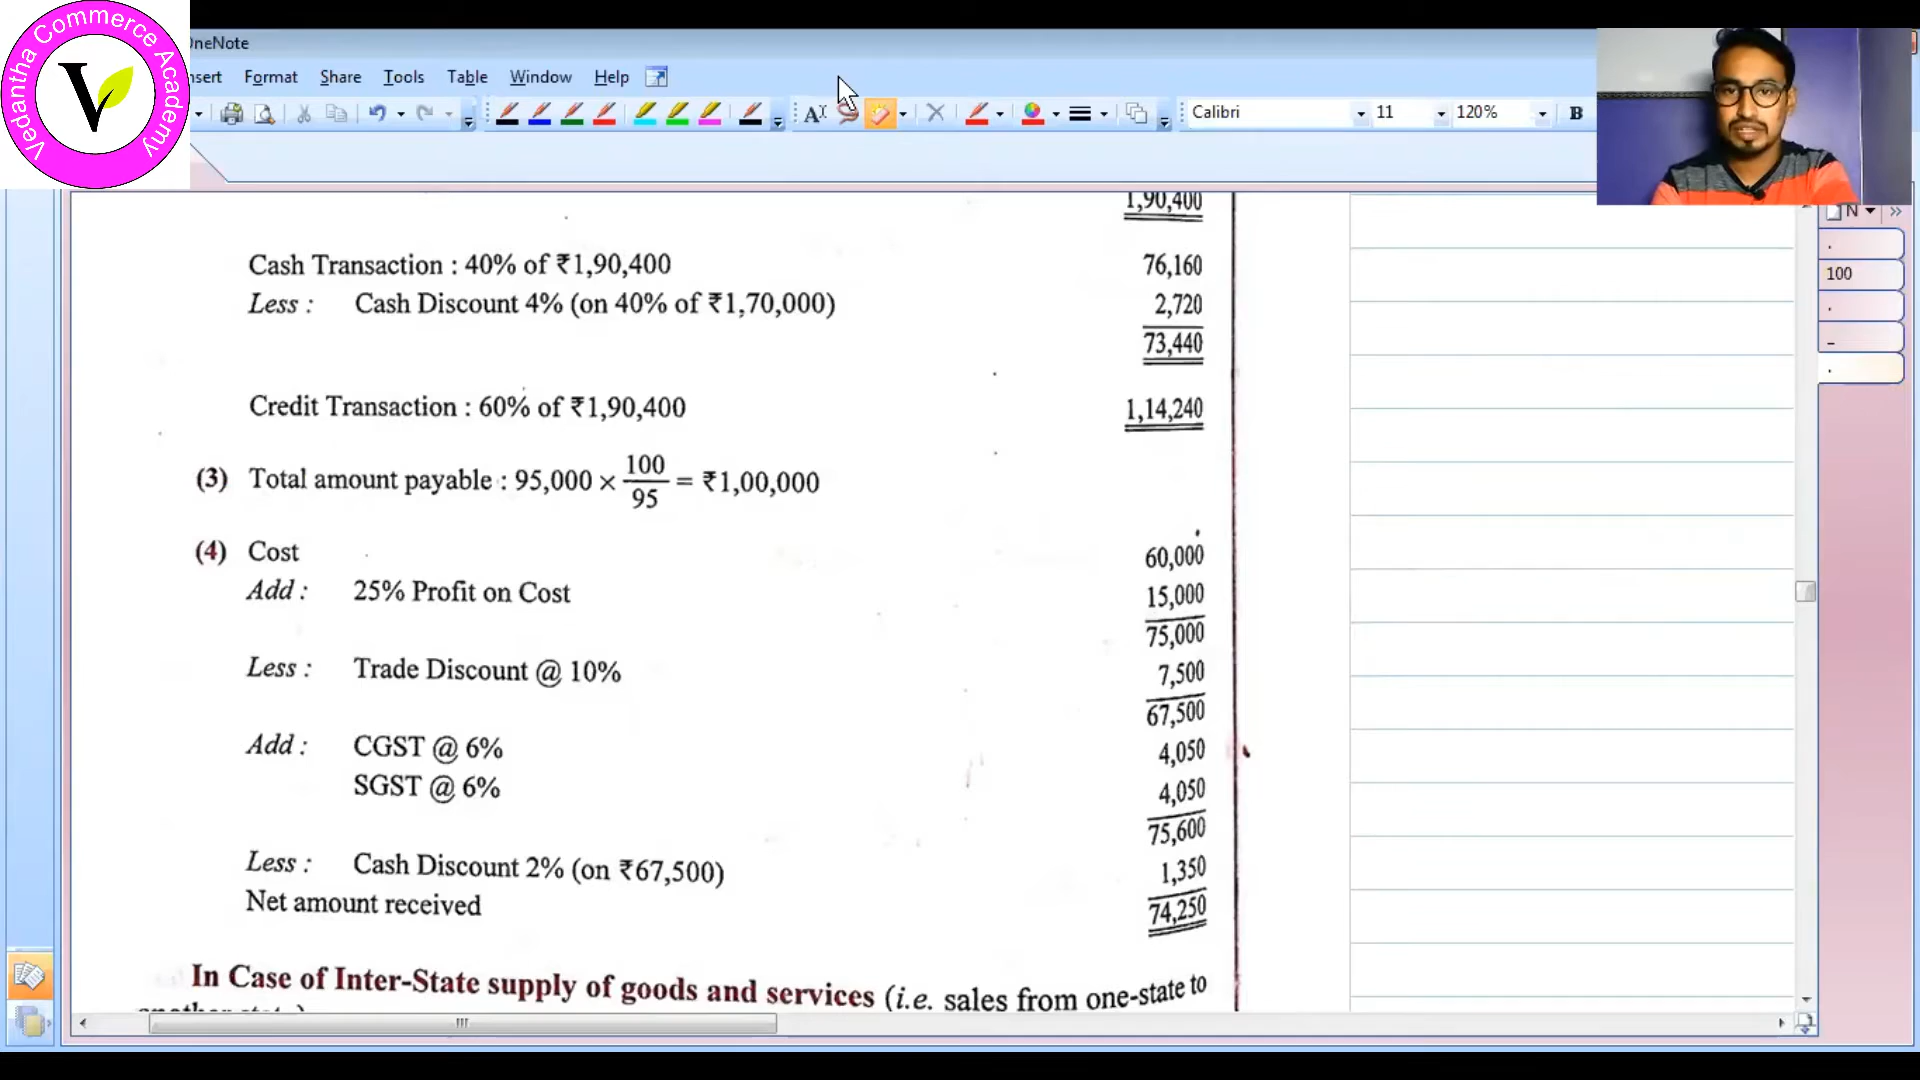 Vedantha Commerce Academy
V
OneNote
nsert Format Share Tools Table Window Help
Calibri 11 120% B
N
100
1,90,400
Cash Transaction : 40% of ₹1,90,400 76,160
Less : Cash Discount 4% (on 40% of ₹1,70,000) 2,720
73,440
Credit Transaction : 60% of ₹1,90,400 1,14,240
(3) Total amount payable : 95,000 × 100/95 = ₹1,00,000
(4) Cost 60,000
Add : 25% Profit on Cost 15,000
75,000
Less : Trade Discount @ 10% 7,500
67,500
Add : CGST @ 6% 4,050
SGST @ 6% 4,050
75,600
Less : Cash Discount 2% (on ₹67,500) 1,350
Net amount received 74,250
In Case of Inter-State supply of goods and services (i.e. sales from one-state to